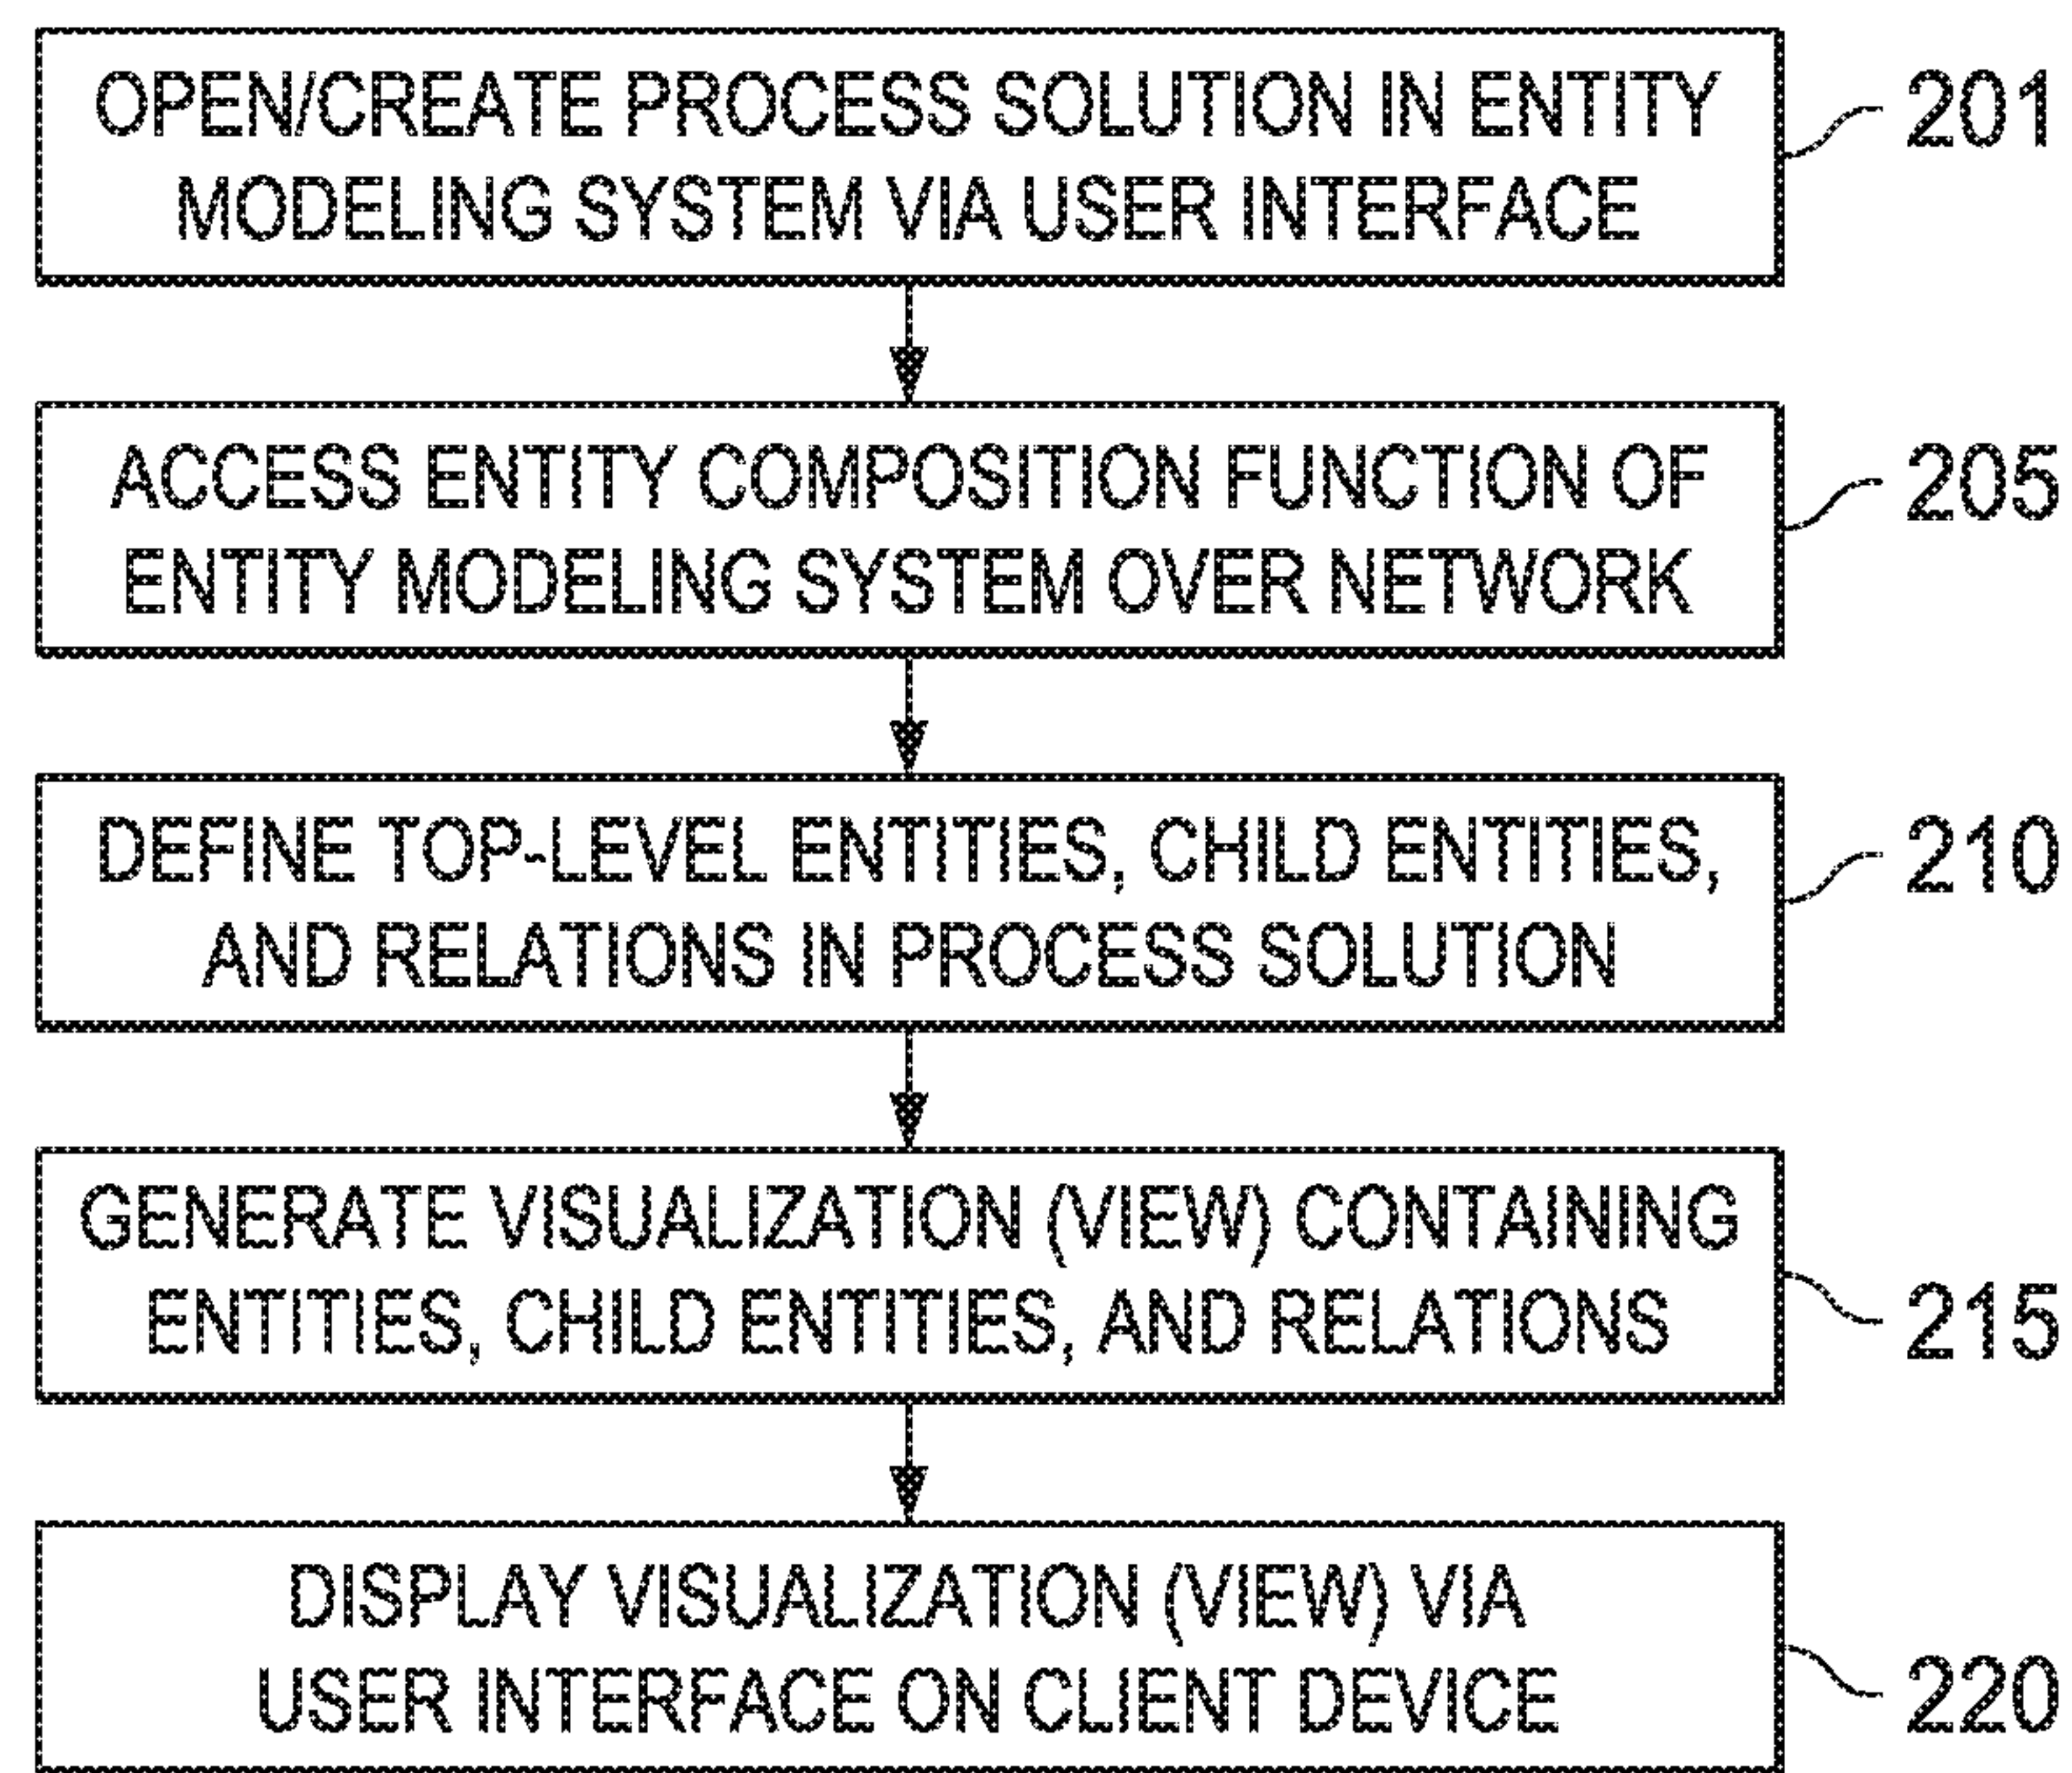 OPEN/CREATE PROCESS SOLUTION IN ENTITY
MODELING SYSTEM VIA USER INTERFACE
201
ACCESS ENTITY COMPOSITION FUNCTION OF
ENTITY MODELING SYSTEM OVER NETWORK
205
DEFINE TOP-LEVEL ENTITIES, CHILD ENTITIES,
AND RELATIONS IN PROCESS SOLUTION
210
GENERATE VISUALIZATION (VIEW) CONTAINING
ENTITIES, CHILD ENTITIES, AND RELATIONS
215
DISPLAY VISUALIZATION (VIEW) VIA
USER INTERFACE ON CLIENT DEVICE
220